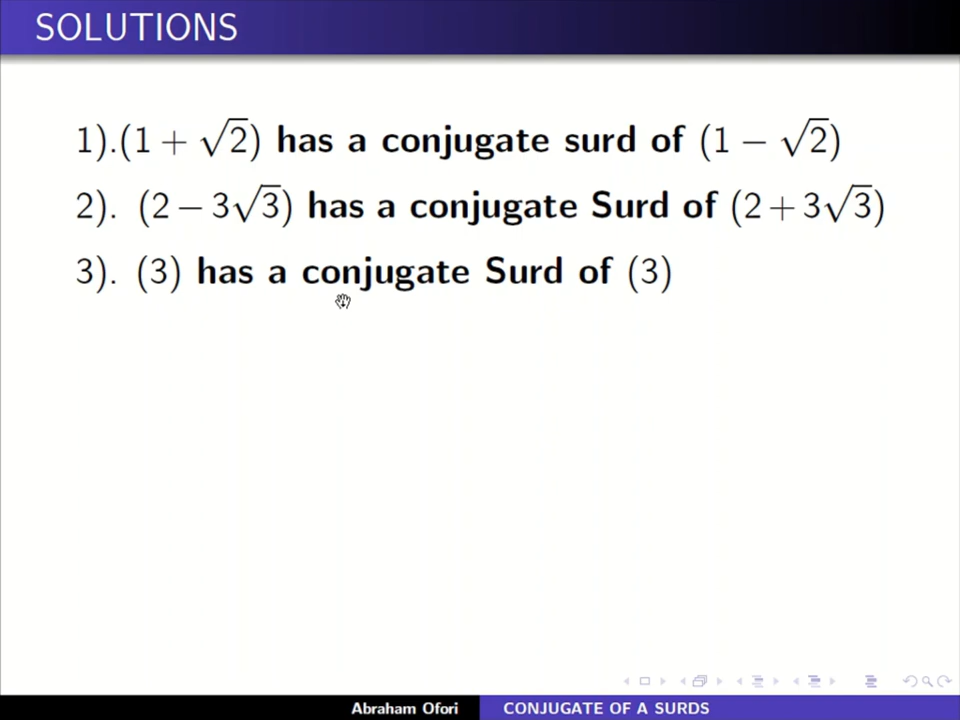 SOLUTIONS
1).(1 + √2) has a conjugate surd of (1 − √2)
2). (2 − 3√3) has a conjugate Surd of (2 + 3√3)
3). (3) has a conjugate Surd of (3)
Abraham Ofori CONJUGATE OF A SURDS